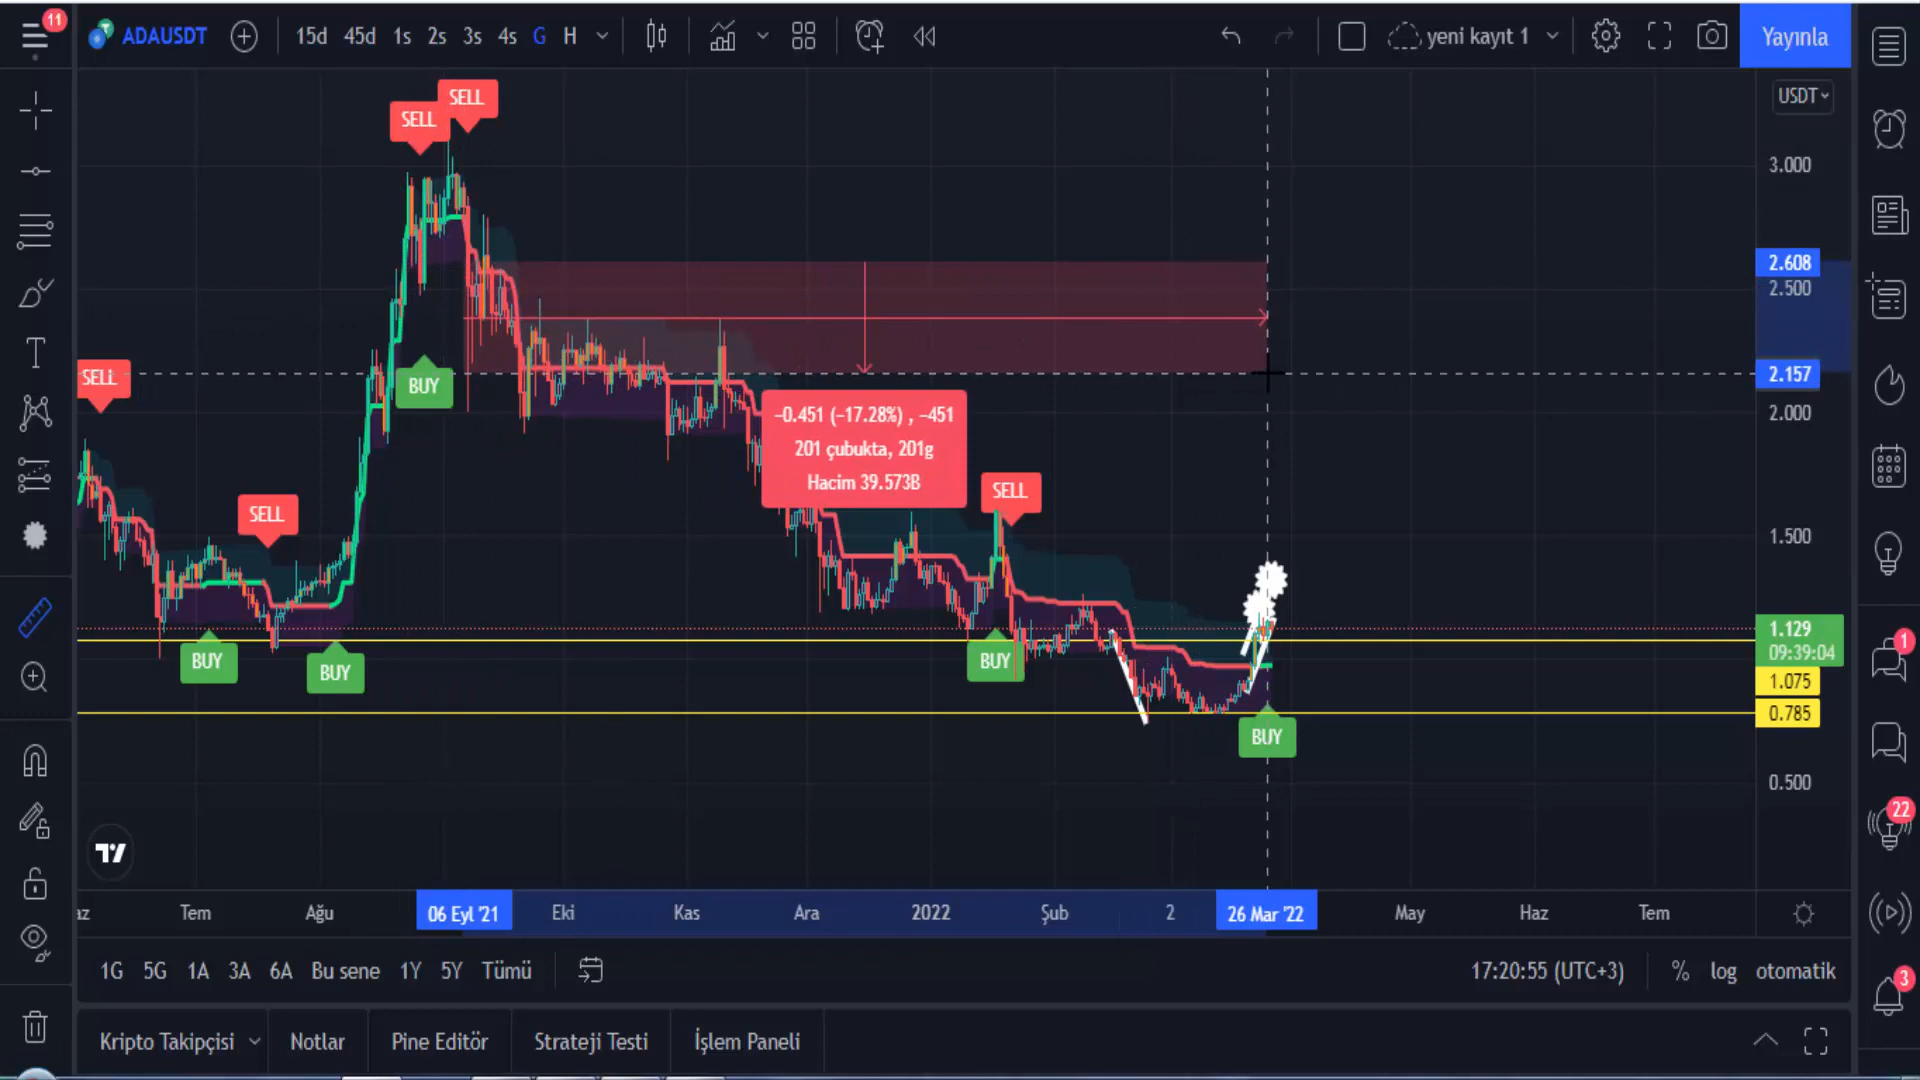 11
ADAUSDT
15d 45d 1s 2s 3s 4s G H
yeni kayıt 1
Yayınla
USDT
SELL
SELL
3.000
2.608
2.500
SELL
BUY
2.157
2.000
-0.451 (-17.28%) , -451
201 çubukta, 201g
Hacim 39.573B
SELL
SELL
1.500
BUY
BUY
BUY
BUY
1.129
09:39:04
1.075
0.785
0.500
1
22
3
az Tem Ağu 06 Eyl '21 Eki Kas Ara 2022 Şub 2 26 Mar '22 May Haz Tem
1G 5G 1A 3A 6A Bu sene 1Y 5Y Tümü
17:20:55 (UTC+3) % log otomatik
Kripto Takipçisi Notlar Pine Editör Strateji Testi İşlem Paneli